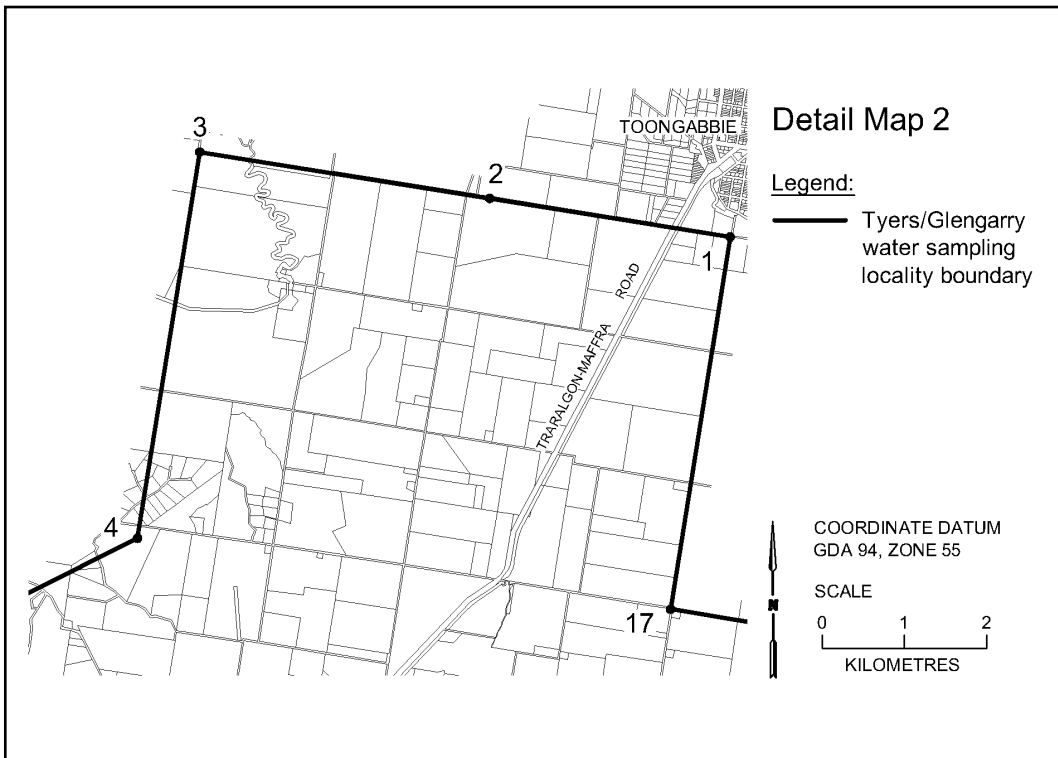 3
TOONGABBIE
Detail Map 2
2
Legend:
Tyers/Glengarry
water sampling
locality boundary
1
ROAD
TRARALGON-MAFFRA
4
COORDINATE DATUM
GDA 94, ZONE 55
SCALE
N
17
0 1 2
KILOMETRES